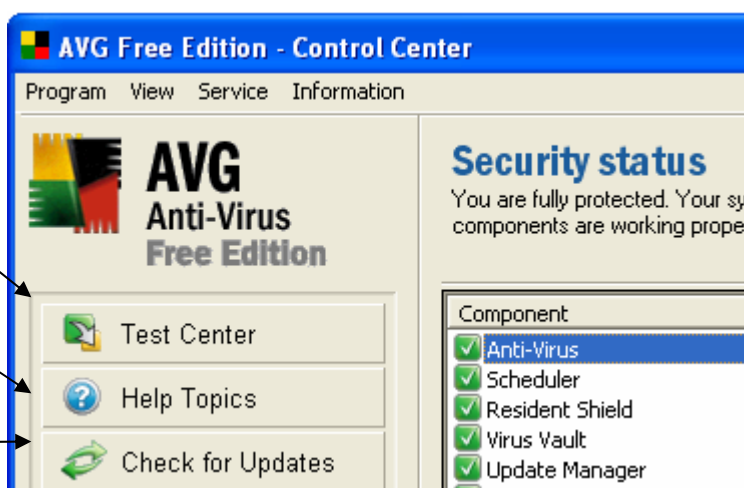 AVG Free Edition - Control Center
Program View Service Information
AVG
Anti-Virus
Free Edition
Test Center
Help Topics
Check for Updates
Security status
You are fully protected. Your
components are working
Component
Anti-Virus
Scheduler
Resident Shield
Virus Vault
Update Manager